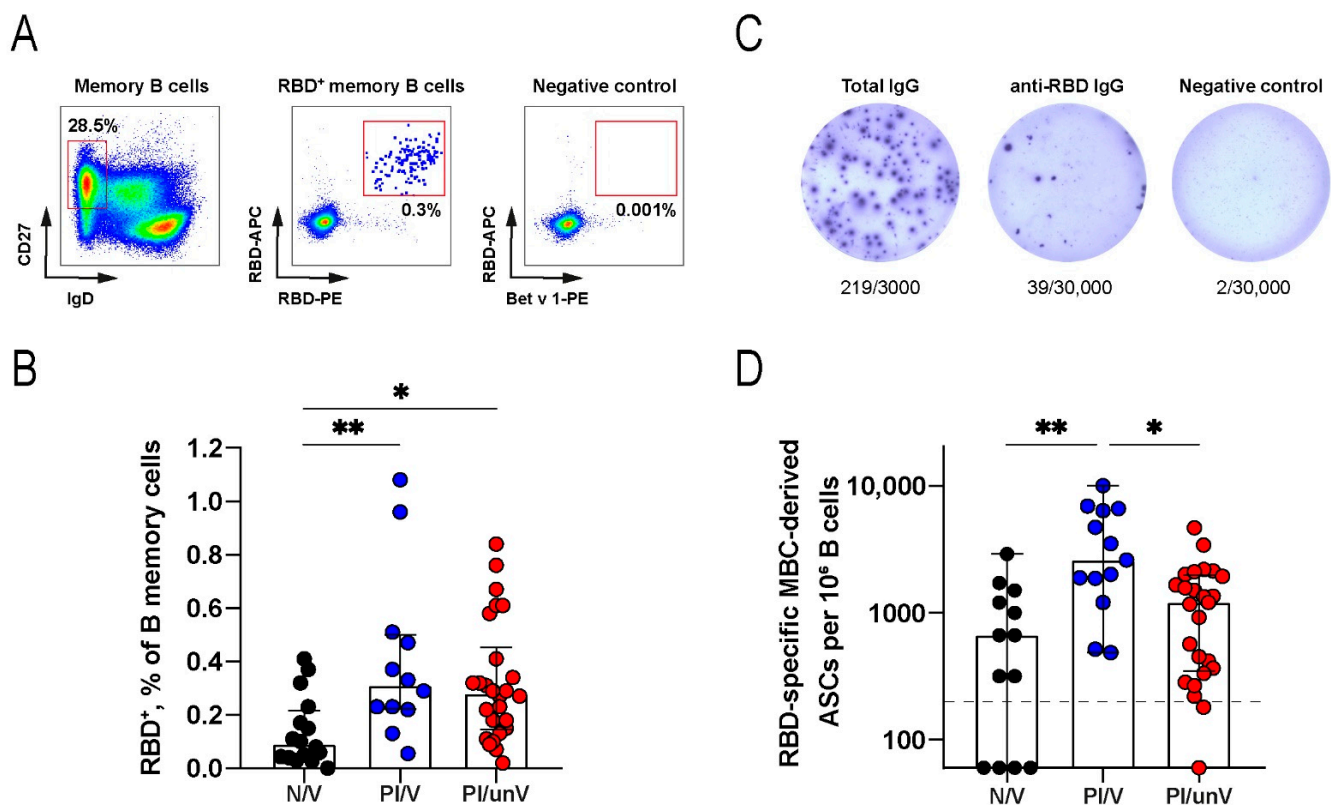 A
Memory B cells
28.5%
CD27
IgD
RBD⁺ memory B cells
0.3%
RBD-APC
RBD-PE
Negative control
0.001%
RBD-APC
Bet v 1-PE
C
Total IgG
219/3000
anti-RBD IgG
39/30,000
Negative control
2/30,000
B
RBD⁺, % of B memory cells
*
**
1.2
1.0
0.8
0.6
0.4
0.2
0.0
N/V
PI/V
PI/unV
D
RBD-specific MBC-derived
ASCs per 10⁶ B cells
**
*
10,000
1000
100
N/V
PI/V
PI/unV